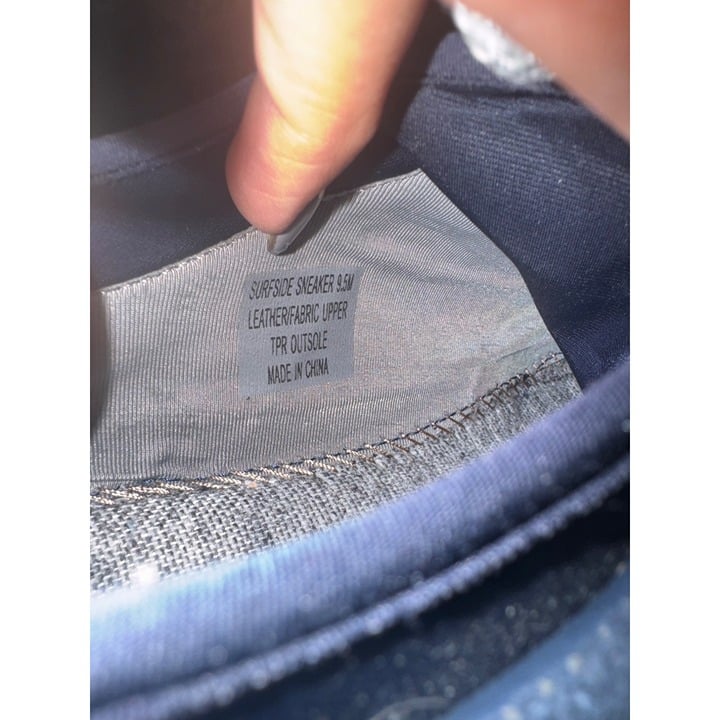 SURFSIDE SNEAKER 9.5M
LEATHER/FABRIC UPPER
TPR OUTSOLE
MADE IN CHINA